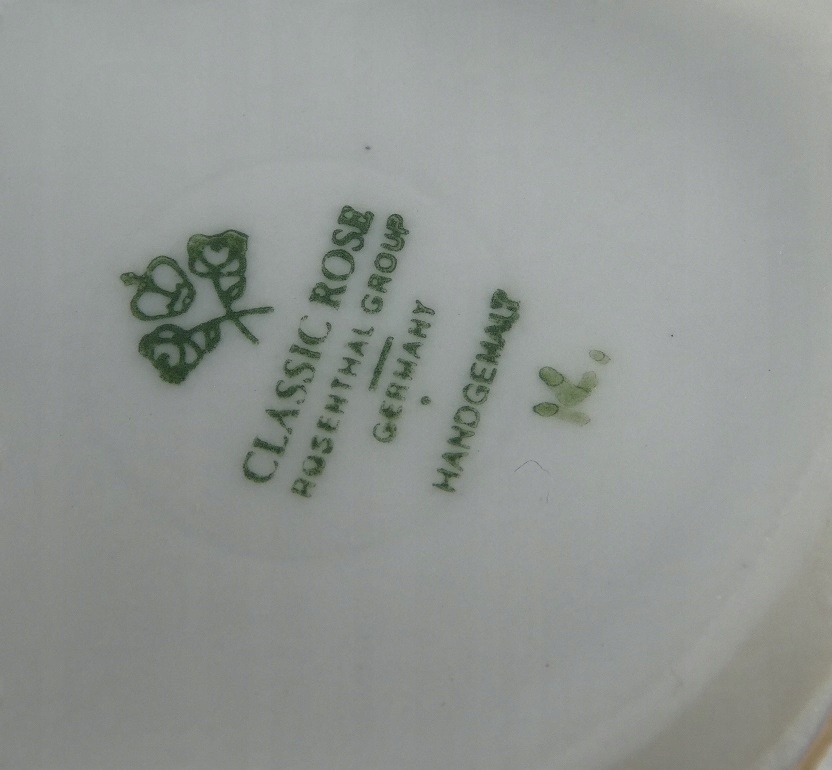 CLASSIC ROSE
ROSENTHAL GROUP
GERMANY
HANDGEMALT
K.